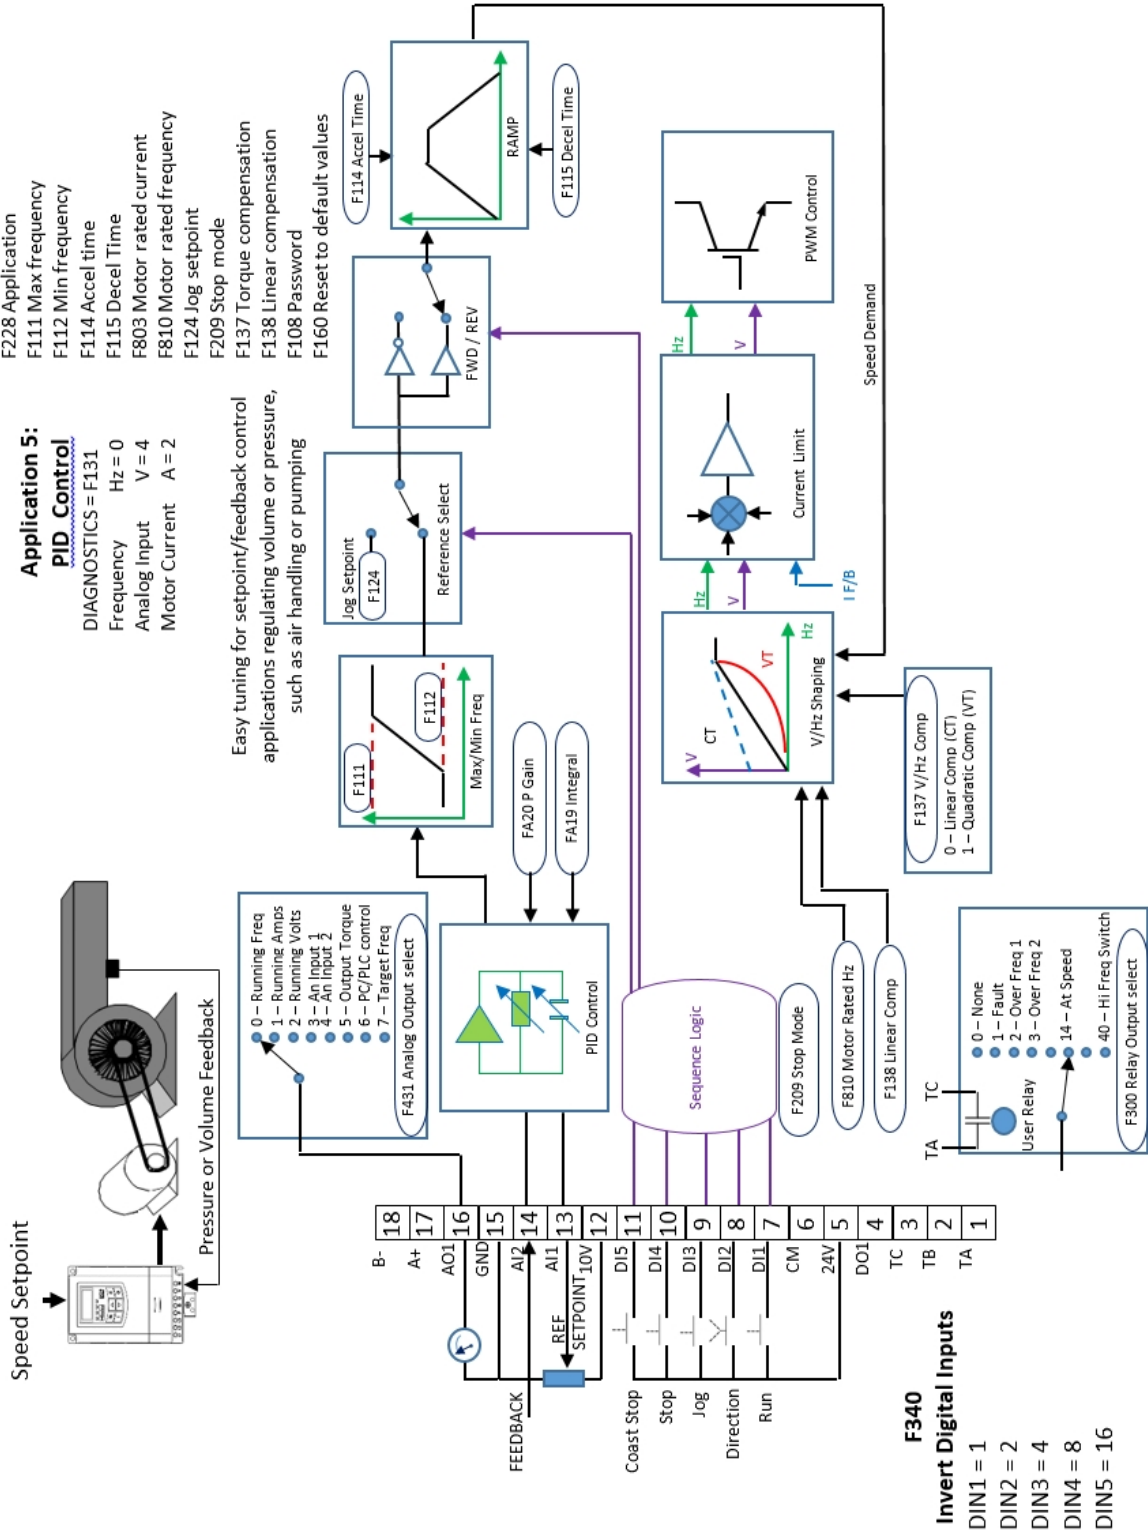 Application 5:
PID Control
DIAGNOSTICS = F131
Frequency Hz = 0
Analog Input V = 4
Motor Current A = 2
F228 Application
F111 Max frequency
F112 Min frequency
F114 Accel time
F115 Decel Time
F803 Motor rated current
F810 Motor rated frequency
F124 Jog setpoint
F209 Stop mode
F137 Torque compensation
F138 Linear compensation
F108 Password
F160 Reset to default values
Easy tuning for setpoint/feedback control
applications regulating volume or pressure,
such as air handling or pumping
Speed Setpoint
Pressure or Volume Feedback
0 – Running Freq
1 – Running Amps
2 – Running Volts
3 – An Input 1
4 – An Input 2
5 – Output Torque
6 – PC/PLC control
7 – Target Freq
F431 Analog Output select
F111
F112
Max/Min Freq
Jog Setpoint
F124
Reference Select
FWD / REV
F114 Accel Time
RAMP
F115 Decel Time
PID Control
FA20 P Gain
FA19 Integral
B-
A+
AO1
GND
AI2
AI1
10V
DI5
DI4
DI3
DI2
DI1
CM
24V
DO1
TC
TB
TA
18
17
16
15
14
13
12
11
10
9
8
7
6
5
4
3
2
1
FEEDBACK
REF
SETPOINT
Coast Stop
Stop
Jog
Direction
Run
Sequence Logic
F209 Stop Mode
F810 Motor Rated Hz
F138 Linear Comp
V
CT
VT
Hz
V/Hz Shaping
F137 V/Hz Comp
0 – Linear Comp (CT)
1 – Quadratic Comp (VT)
Hz
V
I F/B
Current Limit
Hz
V
PWM Control
Speed Demand
TA
TC
User Relay
0 – None
1 – Fault
2 – Over Freq 1
3 – Over Freq 2
14 – At Speed
40 – Hi Freq Switch
F300 Relay Output select
F340
Invert Digital Inputs
DIN1 = 1
DIN2 = 2
DIN3 = 4
DIN4 = 8
DIN5 = 16